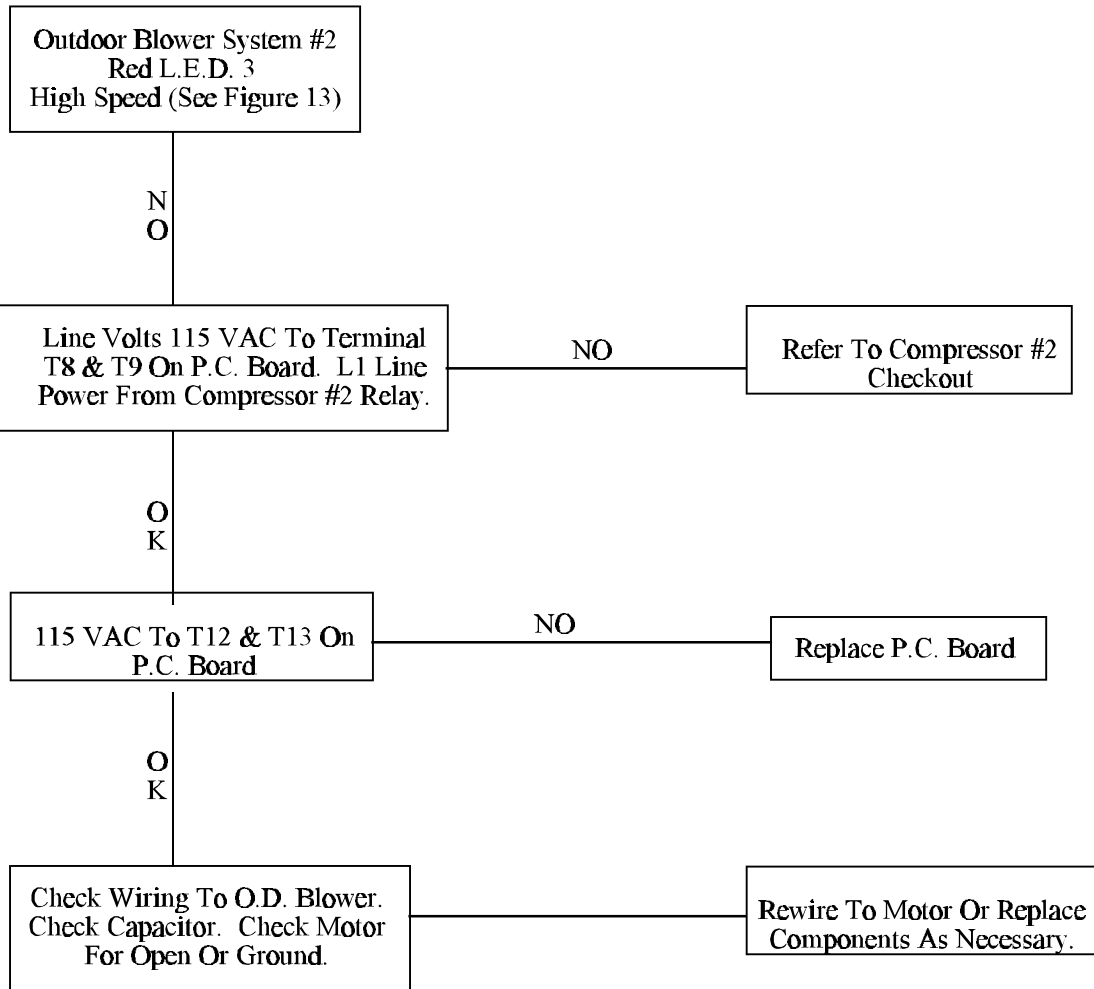 Outdoor Blower System #2
Red L.E.D. 3
High Speed (See Figure 13)
N
O
Line Volts 115 VAC To Terminal
T8 & T9 On P.C. Board. L1 Line
Power From Compressor #2 Relay.
NO
Refer To Compressor #2
Checkout
O
K
115 VAC To T12 & T13 On
P.C. Board
NO
Replace P.C. Board
O
K
Check Wiring To O.D. Blower.
Check Capacitor. Check Motor
For Open Or Ground.
Rewire To Motor Or Replace
Components As Necessary.